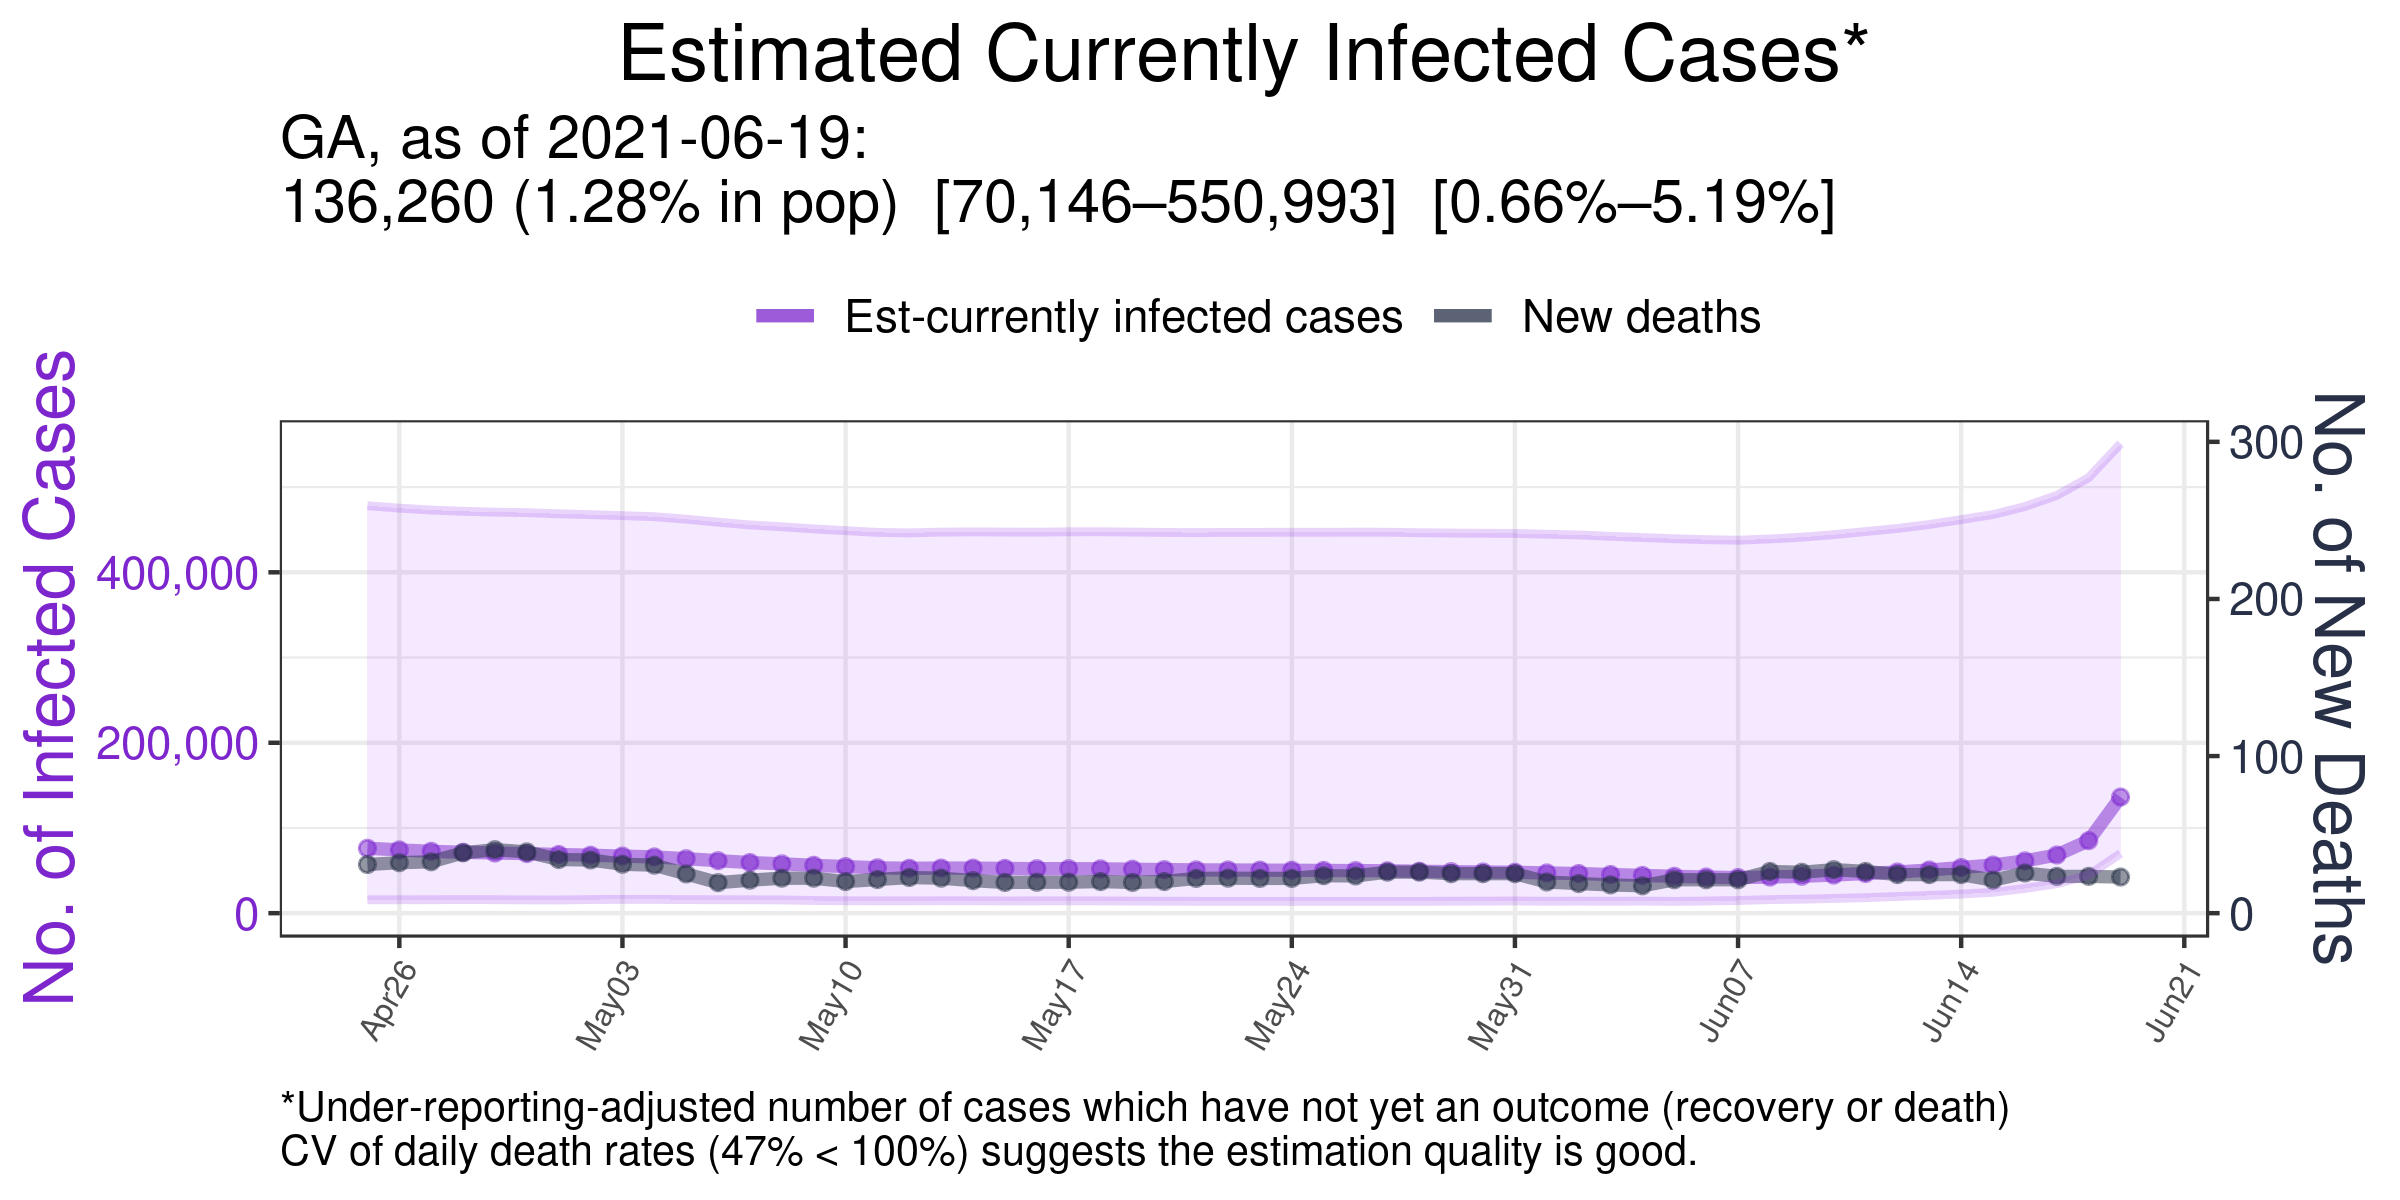 Estimated Currently Infected Cases*
GA, as of 2021-06-19:
136,260 (1.28% in pop)  [70,146–550,993]  [0.66%–5.19%]
Est-currently infected cases
New deaths
No. of Infected Cases
400,000
200,000
0
300
200
100
0
No. of New Deaths
Apr26
May03
May10
May17
May24
May31
Jun07
Jun14
Jun21
*Under-reporting-adjusted number of cases which have not yet an outcome (recovery or death)
CV of daily death rates (47% < 100%) suggests the estimation quality is good.